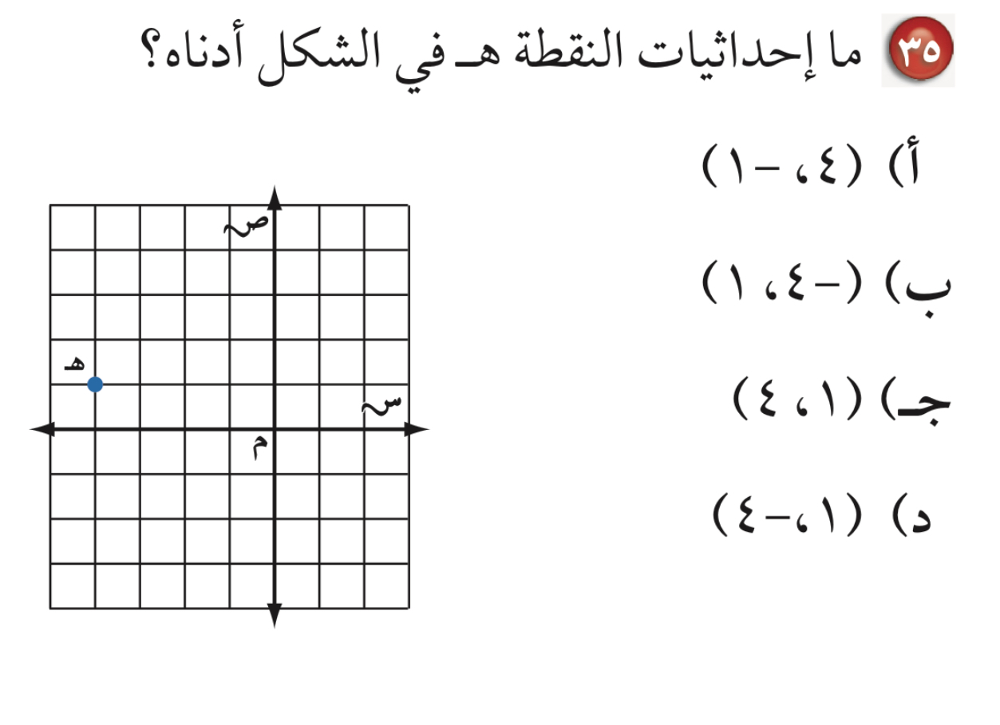 ٣٥ ما إحداثيات النقطة هـ في الشكل أدناه؟
أ) (٤، –١)
ب) (–٤، ١)
جـ) (١، ٤)
د) (١، –٤)
ص
هـ
س
م